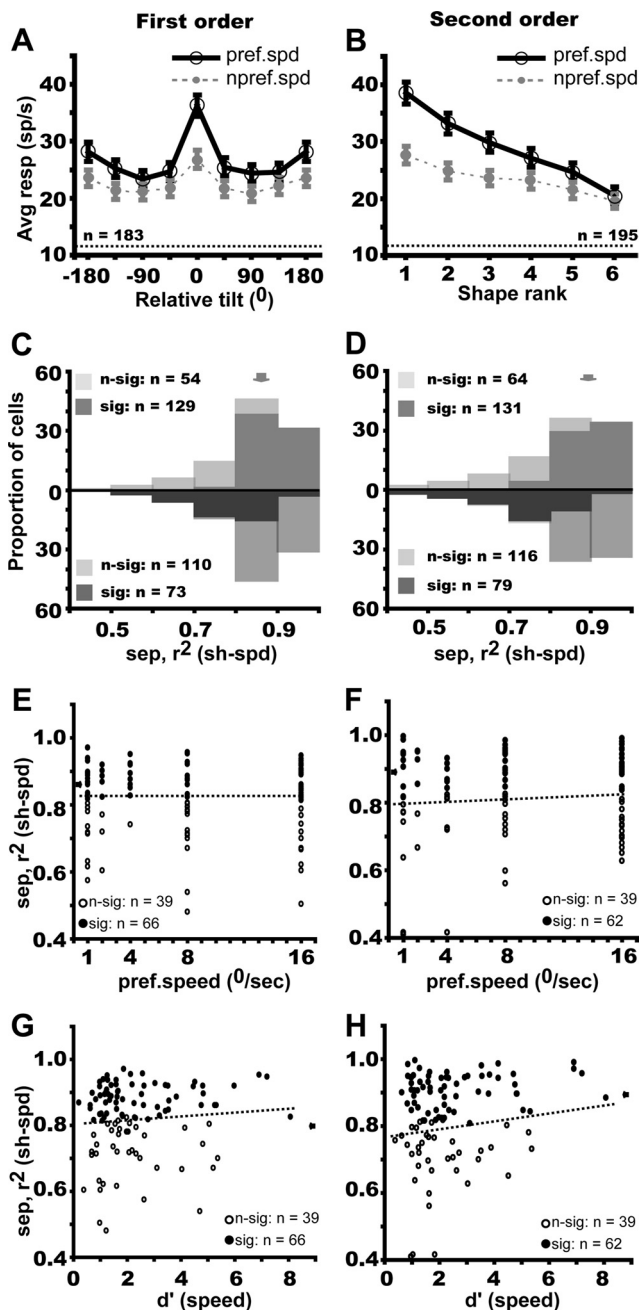 First order
Second order
A
pref.spd
npref.spd
Avg resp (sp/s)
40
30
20
10
n = 183
-180 -90 0 90 180
Relative tilt (⁰)
B
pref.spd
npref.spd
40
30
20
10
n = 195
1 2 3 4 5 6
Shape rank
C
Proportion of cells
60
30
0
30
60
n-sig: n = 54
sig: n = 129
n-sig: n = 110
sig: n = 73
0.5 0.7 0.9
sep, r² (sh-spd)
D
60
30
0
30
60
n-sig: n = 64
sig: n = 131
n-sig: n = 116
sig: n = 79
0.5 0.7 0.9
sep, r² (sh-spd)
E
sep, r² (sh-spd)
1.0
0.8
0.6
0.4
n-sig: n = 39
sig: n = 66
1 4 8 16
pref.speed (⁰/sec)
F
1.0
0.8
0.6
0.4
n-sig: n = 39
sig: n = 62
1 4 8 16
pref.speed (⁰/sec)
G
sep, r² (sh-spd)
1.0
0.8
0.6
0.4
n-sig: n = 39
sig: n = 66
0 2 4 6 8
d' (speed)
H
1.0
0.8
0.6
0.4
n-sig: n = 39
sig: n = 62
0 2 4 6 8
d' (speed)